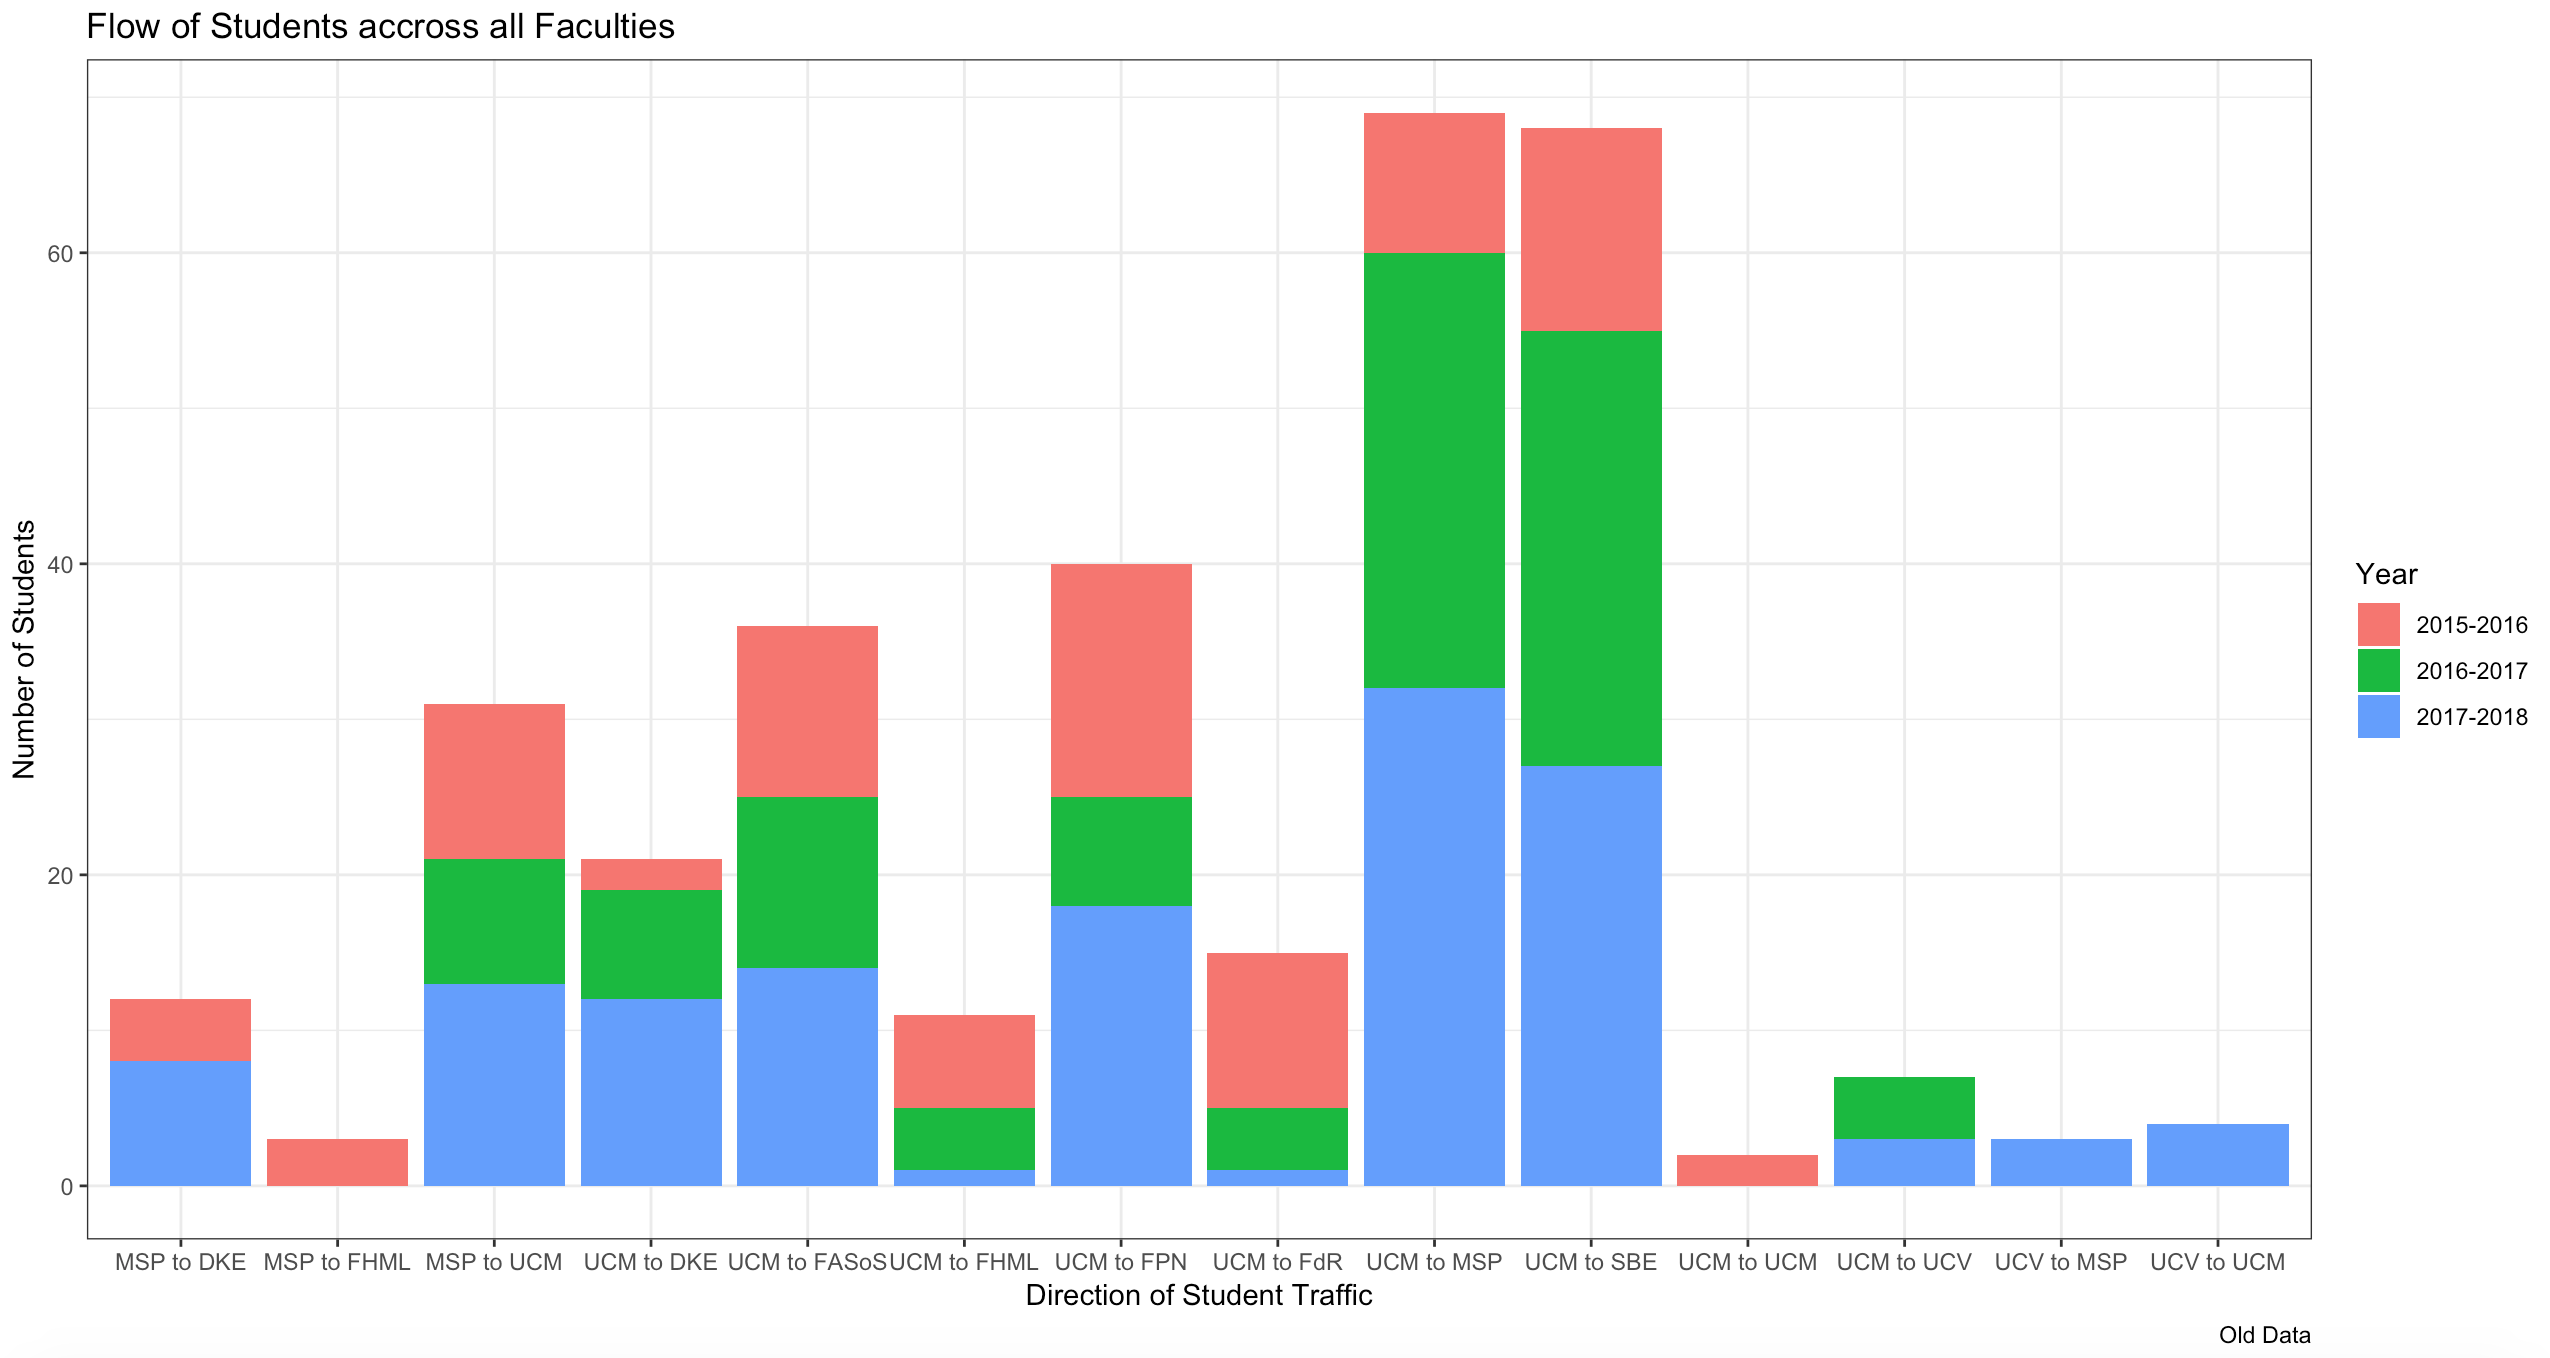 Flow of Students accross all Faculties
Number of Students
60
40
20
0
MSP to DKE
MSP to FHML
MSP to UCM
UCM to DKE
UCM to FASoS
UCM to FHML
UCM to FPN
UCM to FdR
UCM to MSP
UCM to SBE
UCM to UCM
UCM to UCV
UCV to MSP
UCV to UCM
Direction of Student Traffic
Year
2015-2016
2016-2017
2017-2018
Old Data